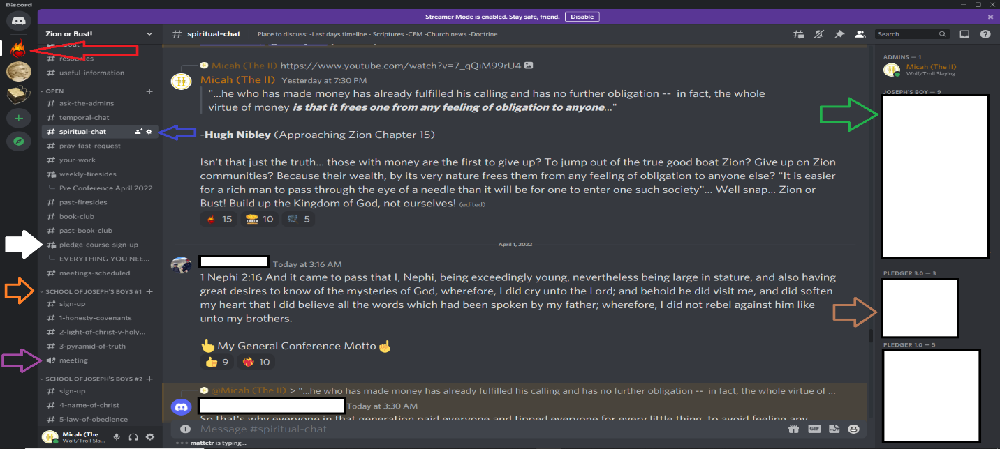 Discord
Streamer Mode is enabled. Stay safe, friend. Disable
Zion or Bust!
resources
useful-information
OPEN
ask-the-admins
temporal-chat
spiritual-chat
pray-fast-request
your-work
weekly-firesides
Pre Conference April 2022
past-firesides
book-club
past-book-club
pledge-course-sign-up
EVERYTHING YOU NEE...
meetings-scheduled
SCHOOL OF JOSEPH'S BOYS #1
sign-up
1-honesty-covenants
2-light-of-christ-v-holy...
3-pyramid-of-truth
meeting
SCHOOL OF JOSEPH'S BOYS #2
sign-up
4-name-of-christ
5-law-of-obedience
Micah (The ...
Wolf/Troll Sla...
# spiritual-chat Place to discuss: -Last days timeline - Scriptures -CFM -Church news -Doctrine
Search
Micah (The II) https://www.youtube.com/watch?v=7_qQiM99rU4
Micah (The II) Yesterday at 7:30 PM
"...he who has made money has already fulfilled his calling and has no further obligation -- in fact, the whole
virtue of money is that it frees one from any feeling of obligation to anyone..."
-Hugh Nibley (Approaching Zion Chapter 15)
Isn't that just the truth... those with money are the first to give up? To jump out of the true good boat Zion? Give up on Zion
communities? Because their wealth, by its very nature frees them from any feeling of obligation to anyone else? "It is easier
for a rich man to pass through the eye of a needle than it will be for one to enter one such society"... Well snap... Zion or
Bust! Build up the Kingdom of God, not ourselves! (edited)
15 TRUTH 10 5
April 1, 2022
Today at 3:16 AM
1 Nephi 2:16 And it came to pass that I, Nephi, being exceedingly young, nevertheless being large in stature, and also having
great desires to know of the mysteries of God, wherefore, I did cry unto the Lord; and behold he did visit me, and did soften
my heart that I did believe all the words which had been spoken by my father; wherefore, I did not rebel against him like
unto my brothers.
👆 My General Conference Motto ☝
9 10
@Micah (The II) > "...he who has made money has already fulfilled his calling and has no further obligation -- in fact, the whole virtue of ...
Today at 3:30 AM
So that's why everyone in that generation paid everyone and tipped everyone for every little thing, to avoid feeling any
Message #spiritual-chat
GIF
mattctr is typing...
ADMINS — 1
Micah (The II)
Wolf/Troll Slaying
JOSEPH'S BOY — 9
PLEDGER 3.0 — 3
PLEDGER 1.0 — 5